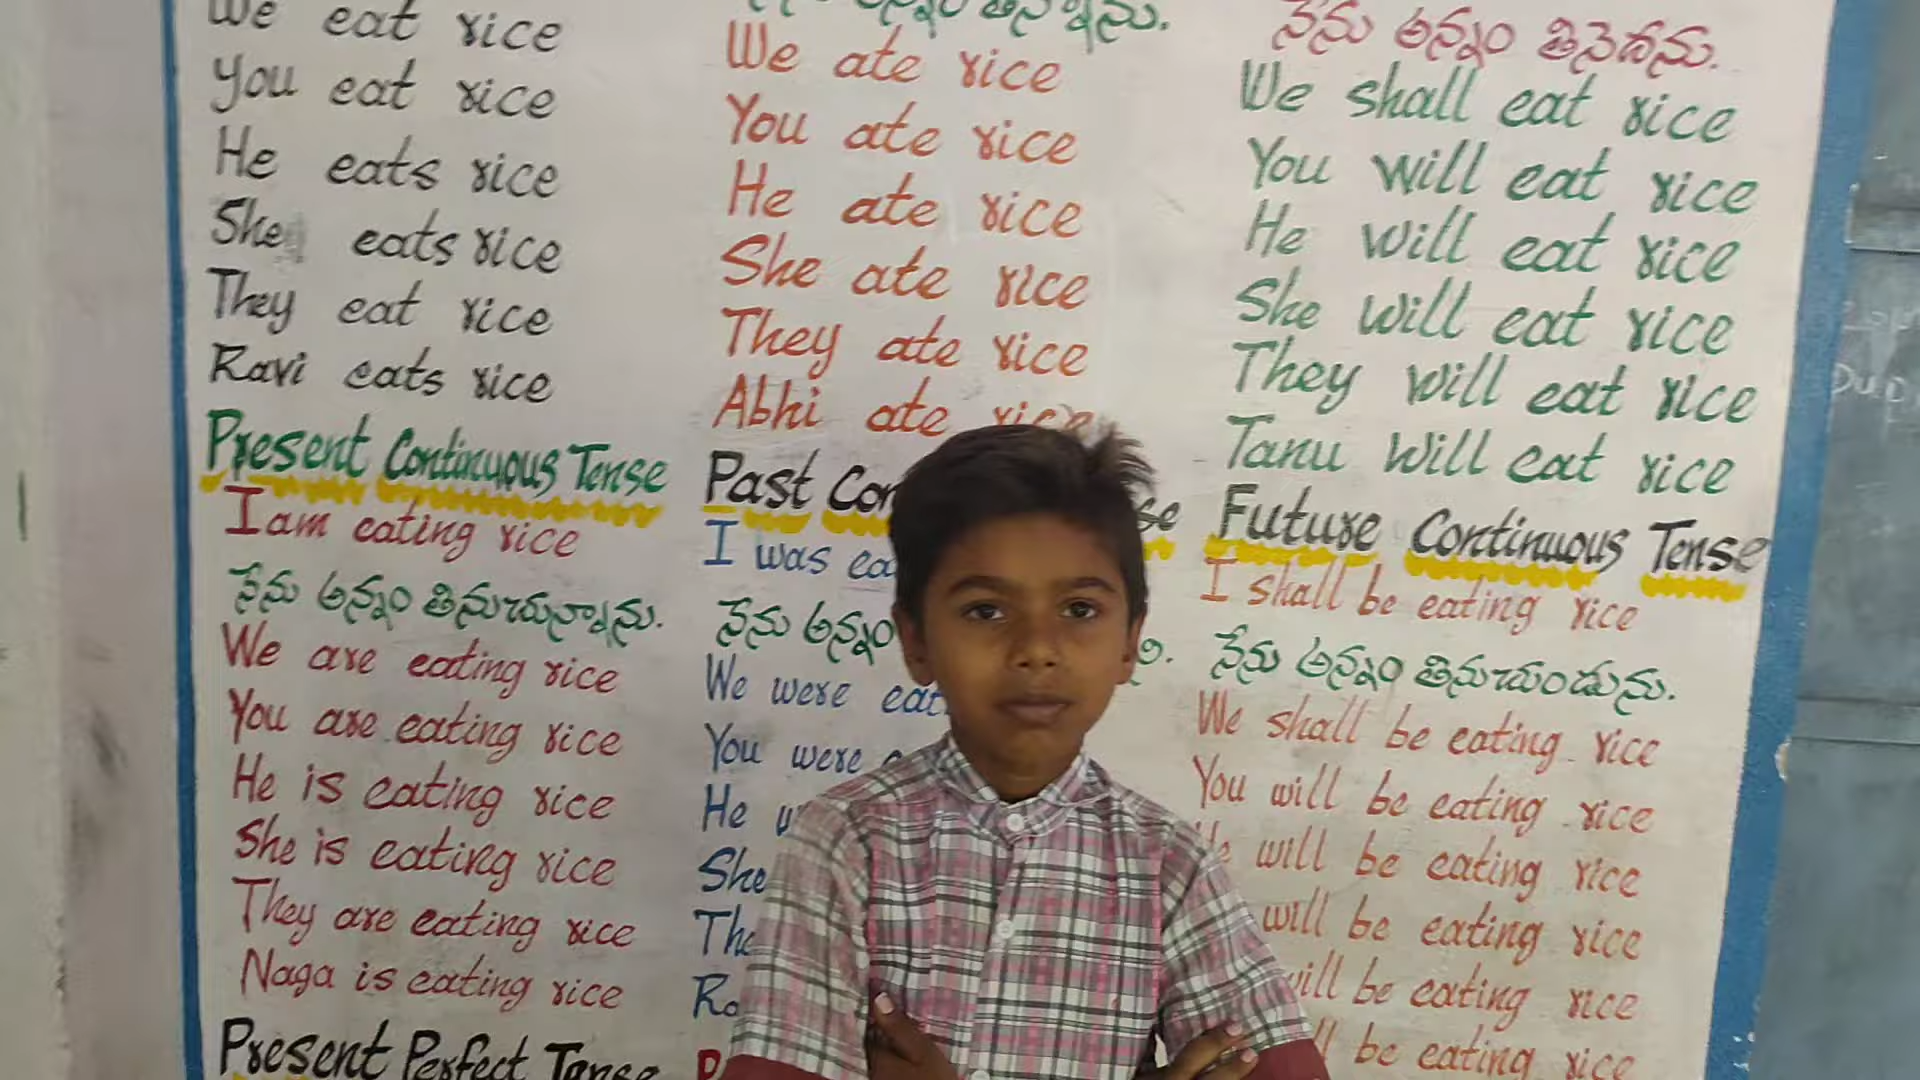 We eat rice
You eat rice
He eats rice
She eats rice
They eat rice
Ravi eats rice
Present Continuous Tense
I am eating rice
నేను అన్నం తినుచున్నాను.
We are eating rice
You are eating rice
He is eating rice
She is eating rice
They are eating rice
Naga is eating rice
Present Perfect Tense
నేను అన్నం తిన్నాను.
We ate rice
You ate rice
He ate rice
She ate rice
They ate rice
Abhi ate rice
Past
I was
నేను అన్నం
We were
You were
He
She
నేను అన్నం తినెదను.
We shall eat rice
You will eat rice
He will eat rice
She will eat rice
They will eat rice
Tanu will eat rice
Future Continuous Tense
I shall be eating rice
నేను అన్నం తినుచుందును.
We shall be eating rice
You will be eating rice
He will be eating rice
will be eating rice
will be eating rice
be eating rice